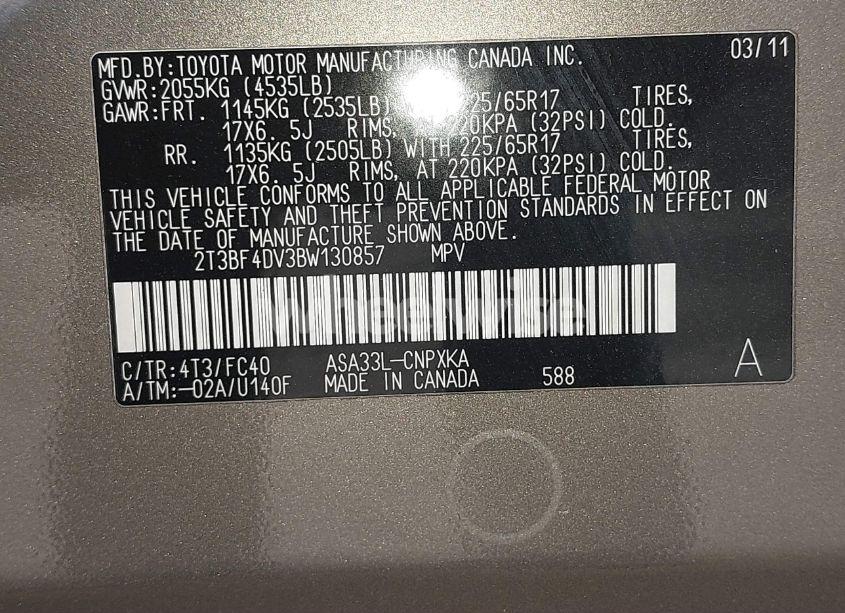 MFD.BY:TOYOTA MOTOR MANUFACTURING CANADA INC. 03/11
GVWR:2055KG (4535LB)
GAWR:FRT. 1145KG (2535LB) 225/65R17 TIRES,
17X6. 5J RIMS, AT 220KPA (32PSI) COLD.
RR. 1135KG (2505LB) WITH 225/65R17 TIRES,
17X6. 5J RIMS, AT 220KPA (32PSI) COLD.
THIS VEHICLE CONFORMS TO ALL APPLICABLE FEDERAL MOTOR
VEHICLE SAFETY AND THEFT PREVENTION STANDARDS IN EFFECT ON
THE DATE OF MANUFACTURE SHOWN ABOVE.
2T3BF4DV3BW130857 MPV
wheelwise
C/TR:4T3/FC40 ASA33L-CNPXKA
A/TM:-02A/U140F MADE IN CANADA 588 A